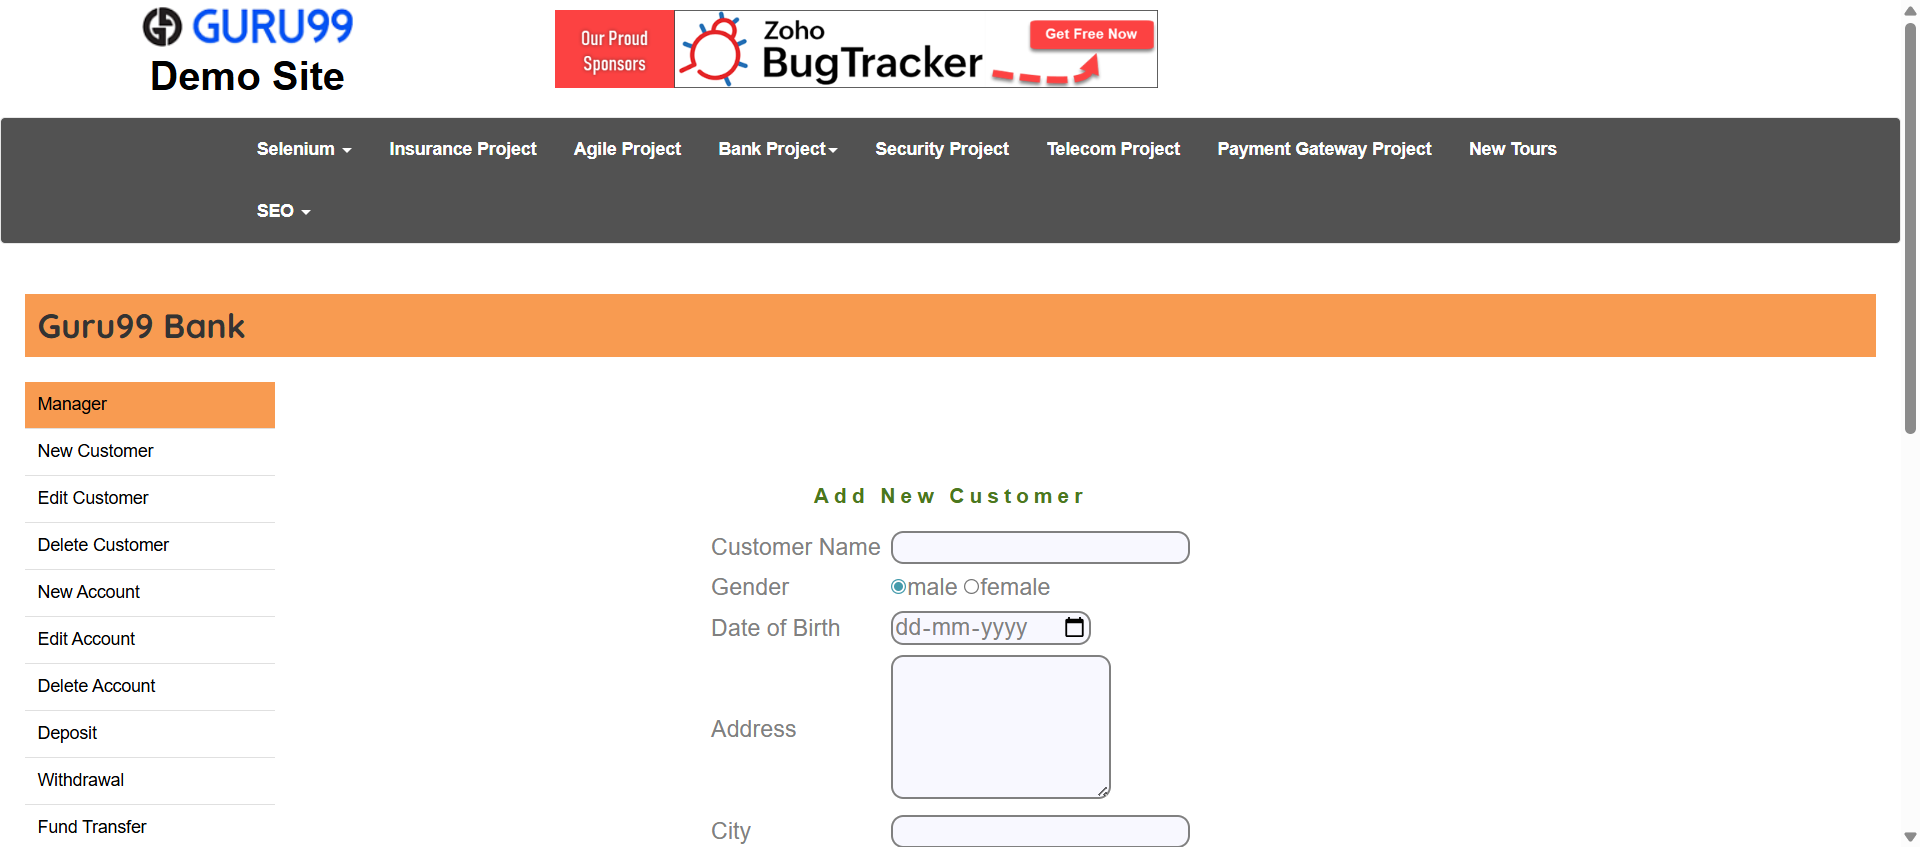 GURU99
Demo Site
Our Proud
Sponsors
Zoho
BugTracker
Get Free Now
Selenium
Insurance Project
Agile Project
Bank Project
Security Project
Telecom Project
Payment Gateway Project
New Tours
SEO
Guru99 Bank
Manager
New Customer
Edit Customer
Delete Customer
New Account
Edit Account
Delete Account
Deposit
Withdrawal
Fund Transfer
Add New Customer
Customer Name
Gender male female
Date of Birth dd-mm-yyyy
Address
City